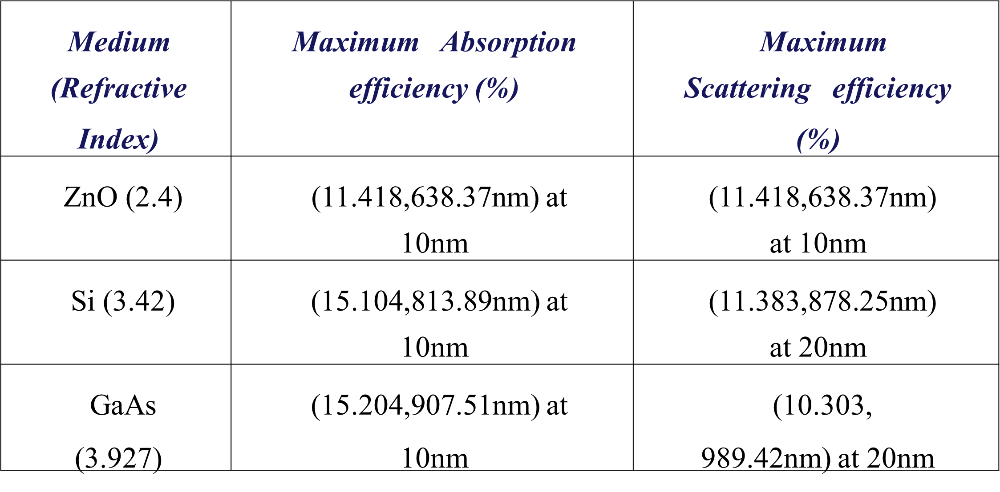 Medium
(Refractive
Index)
Maximum Absorption
efficiency (%)
Maximum
Scattering efficiency
(%)
ZnO (2.4)
(11.418,638.37nm) at
10nm
(11.418,638.37nm)
at 10nm
Si (3.42)
(15.104,813.89nm) at
10nm
(11.383,878.25nm)
at 20nm
GaAs
(3.927)
(15.204,907.51nm) at
10nm
(10.303,
989.42nm) at 20nm